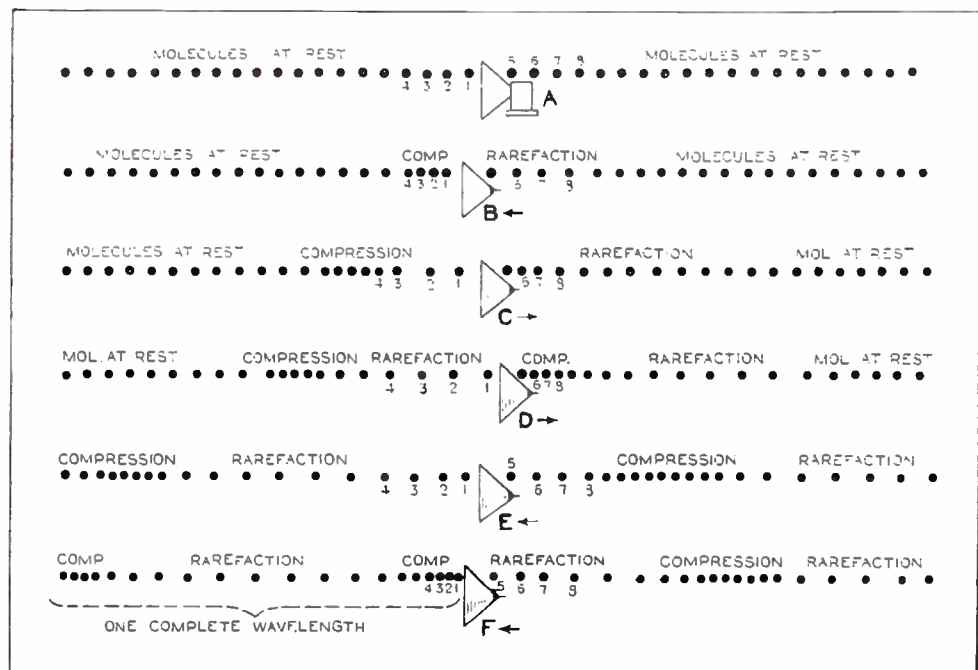 MOLECULES AT REST MOLECULES AT REST
5 6 7 8
4 3 2 1 A
MOLECULES AT REST COMP RAREFACTION MOLECULES AT REST
4 3 2 1 6 7 8
B
MOLECULES AT REST COMPRESSION RAREFACTION MOL. AT REST
4 3 2 1 6 7 8
C
MOL. AT REST COMPRESSION RAREFACTION COMP. RAREFACTION MOL. AT REST
4 3 2 1 6 7 8
D
COMPRESSION RAREFACTION 5 COMPRESSION RAREFACTION
4 3 2 1 6 7 8
E
COMP RAREFACTION COMP RAREFACTION COMPRESSION RAREFACTION
4 3 2 1 5 6 7 8
ONE COMPLETE WAVELENGTH F